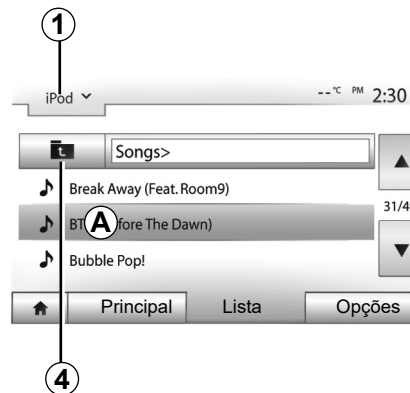 1
iPod
--°C PM 2:30
Songs>
Break Away (Feat. Room9)
31/4
BT A fore The Dawn)
Bubble Pop!
Principal Lista Opções
4